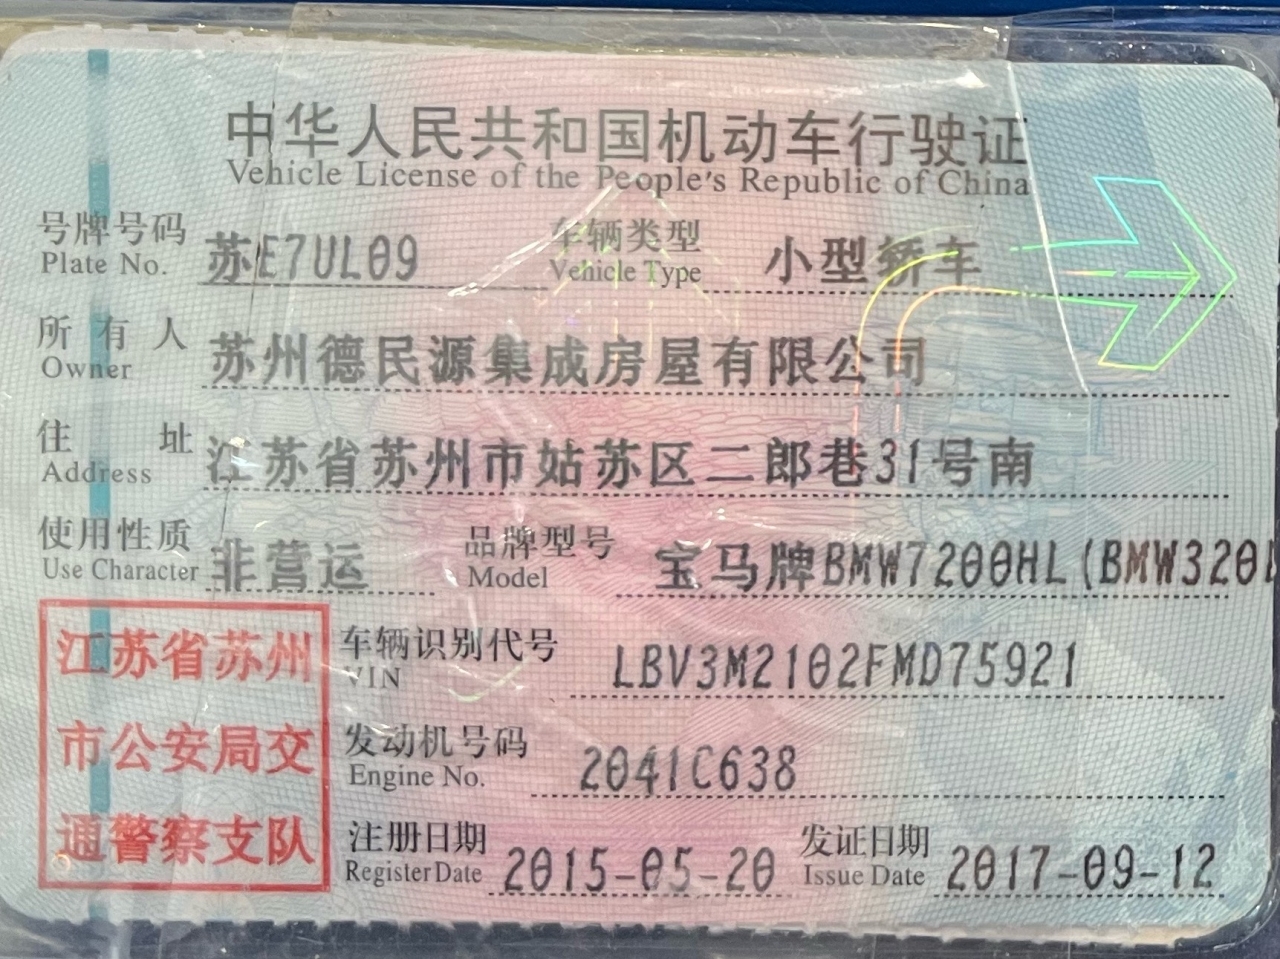 中华人民共和国机动车行驶证
Vehicle License of the People's Republic of China
号牌号码 苏E7UL09 车辆类型 小型轿车
Plate No. Vehicle Type
所有人 苏州德民源集成房屋有限公司
Owner
住址 江苏省苏州市姑苏区二郎巷31号南
Address
使用性质 非营运 品牌型号 宝马牌BMW7200HL(BMW320
Use Character Model
江苏省苏州
市公安局交
通警察支队
车辆识别代号 LBV3M2102FMD75921
VIN
发动机号码 2041C638
Engine No.
注册日期 2015-05-20 发证日期 2017-09-12
Register Date Issue Date